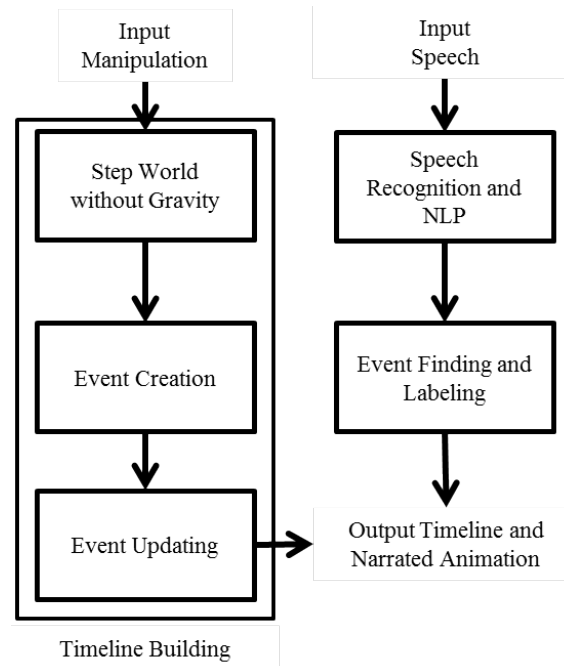 Input
Manipulation
Step World
without Gravity
Event Creation
Event Updating
Timeline Building
Input
Speech
Speech
Recognition and
NLP
Event Finding and
Labeling
Output Timeline and
Narrated Animation